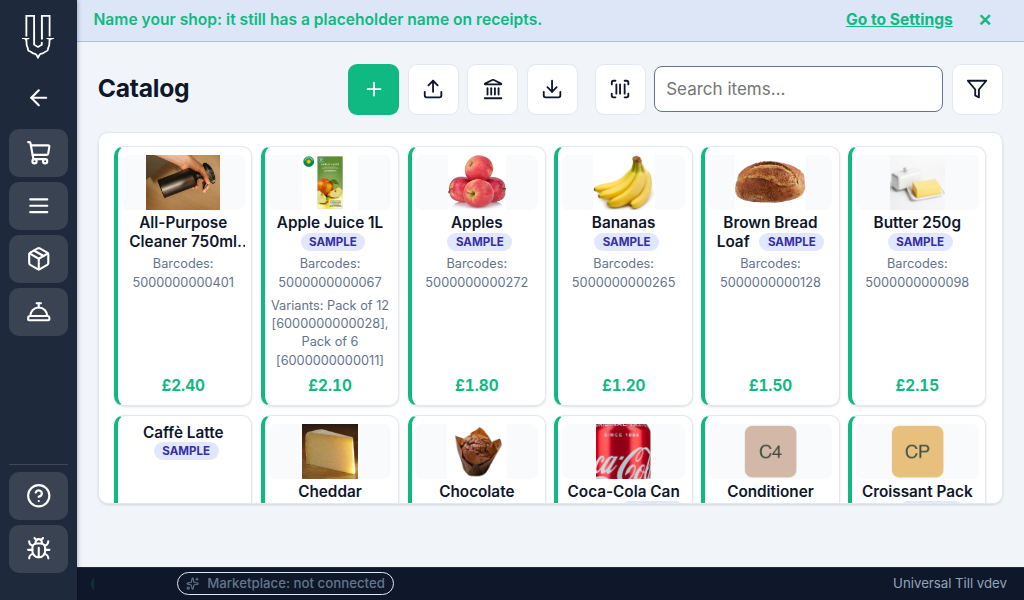 Name your shop: it still has a placeholder name on receipts.
Go to Settings
Catalog
Search items...
All-Purpose
Cleaner 750ml..
Barcodes:
5000000000401
£2.40
Apple Juice 1L
SAMPLE
Barcodes:
5000000000067
Variants: Pack of 12
[6000000000028],
Pack of 6
[6000000000011]
£2.10
Apples
SAMPLE
Barcodes:
5000000000272
£1.80
Bananas
SAMPLE
Barcodes:
5000000000265
£1.20
Brown Bread
Loaf SAMPLE
Barcodes:
5000000000128
£1.50
Butter 250g
SAMPLE
Barcodes:
5000000000098
£2.15
Caffè Latte
SAMPLE
Cheddar
Chocolate
Coca-Cola
Coca-Cola Can
C4
Conditioner
CP
Croissant Pack
Marketplace: not connected
Universal Till vdev